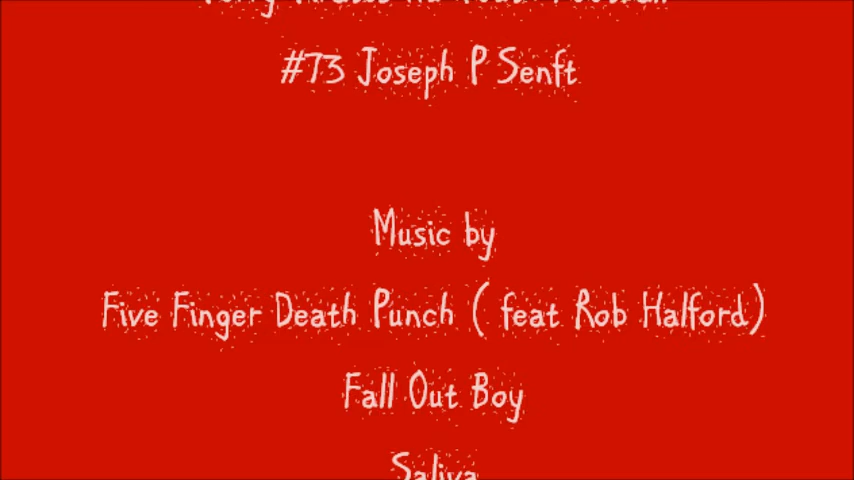 #73 Joseph P Senft
Music by
Five Finger Death Punch ( feat Rob Halford)
Fall Out Boy
Saliva